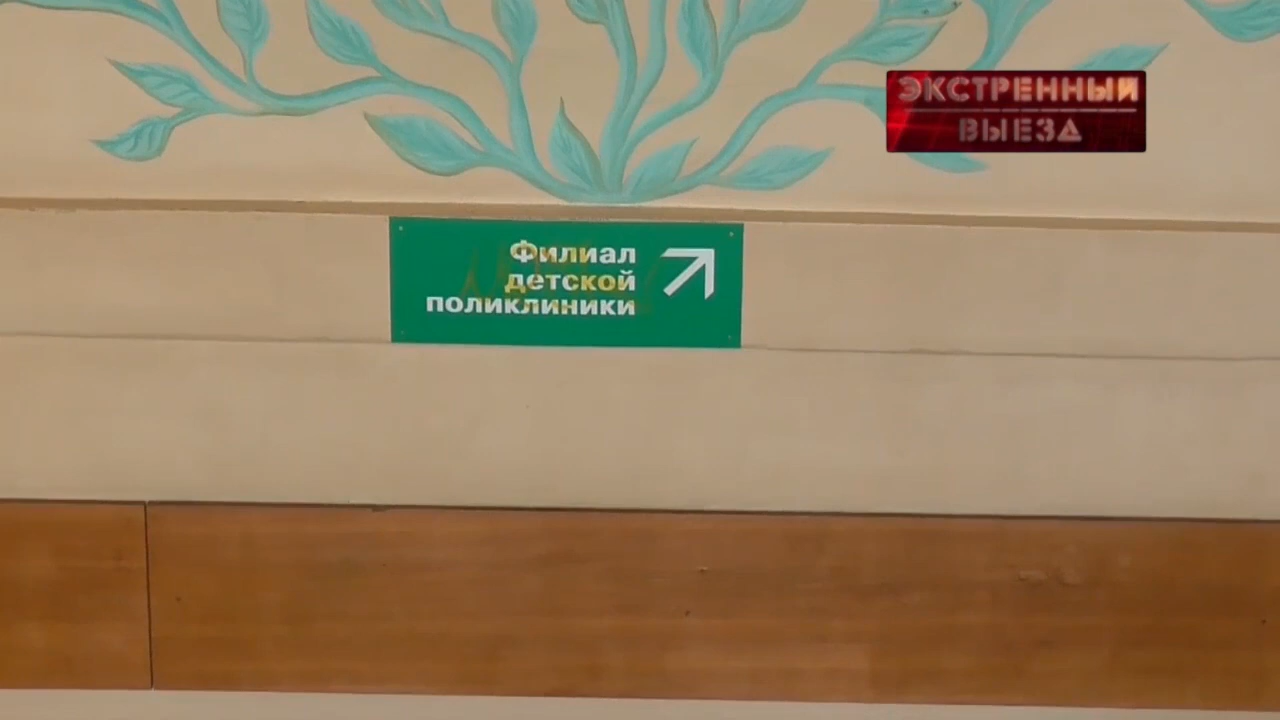 ЭКСТРЕННЫЙ
ВЫЕЗД
Филиал
детской
поликлиники